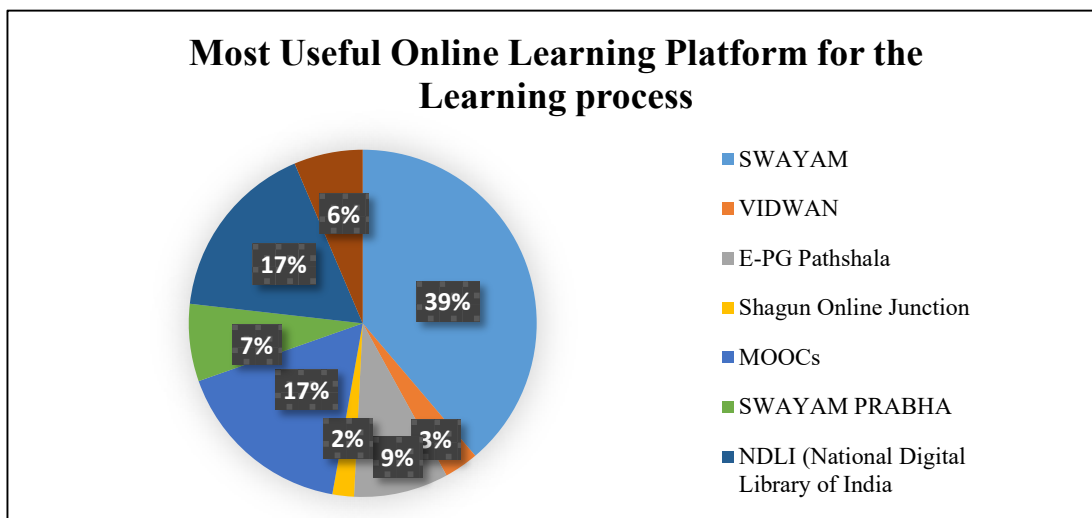 Most Useful Online Learning Platform for the
Learning process
6%
17%
39%
7%
17%
2%
9%
3%
SWAYAM
VIDWAN
E-PG Pathshala
Shagun Online Junction
MOOCs
SWAYAM PRABHA
NDLI (National Digital
Library of India